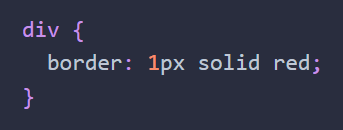 div {
  border: 1px solid red;
}